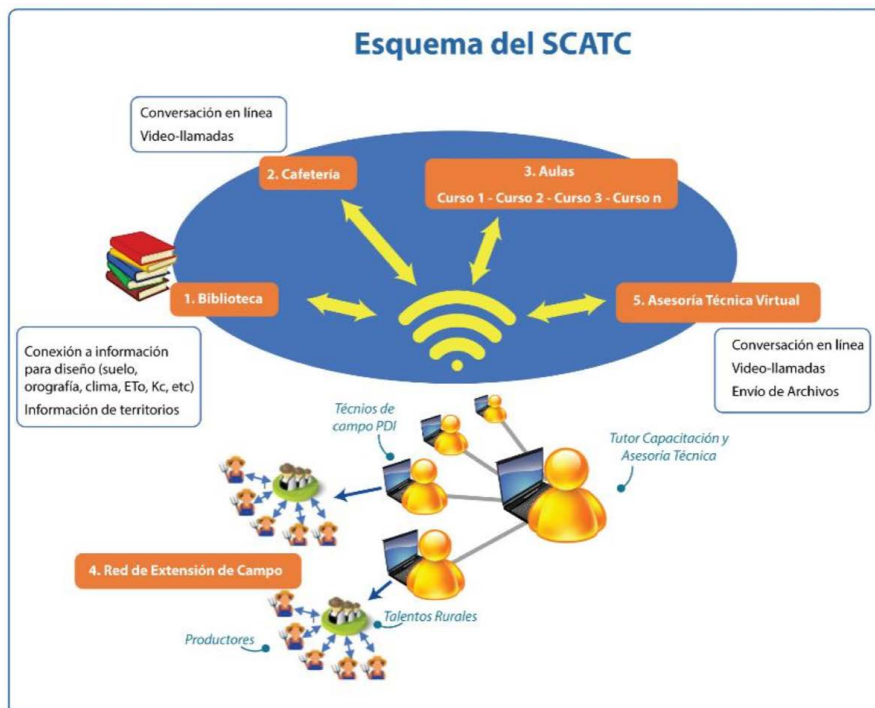 Esquema del SCATC
Conversación en línea
Video-llamadas
2. Cafetería
3. Aulas
Curso 1 - Curso 2 - Curso 3 - Curso n
1. Biblioteca
5. Asesoría Técnica Virtual
Conexión a información
para diseño (suelo,
orografía, clima, ETo, Kc, etc)
Información de territorios
Conversación en línea
Video-llamadas
Envío de Archivos
Técnios de
campo PDI
Tutor Capacitación y
Asesoría Técnica
4. Red de Extensión de Campo
Talentos Rurales
Productores